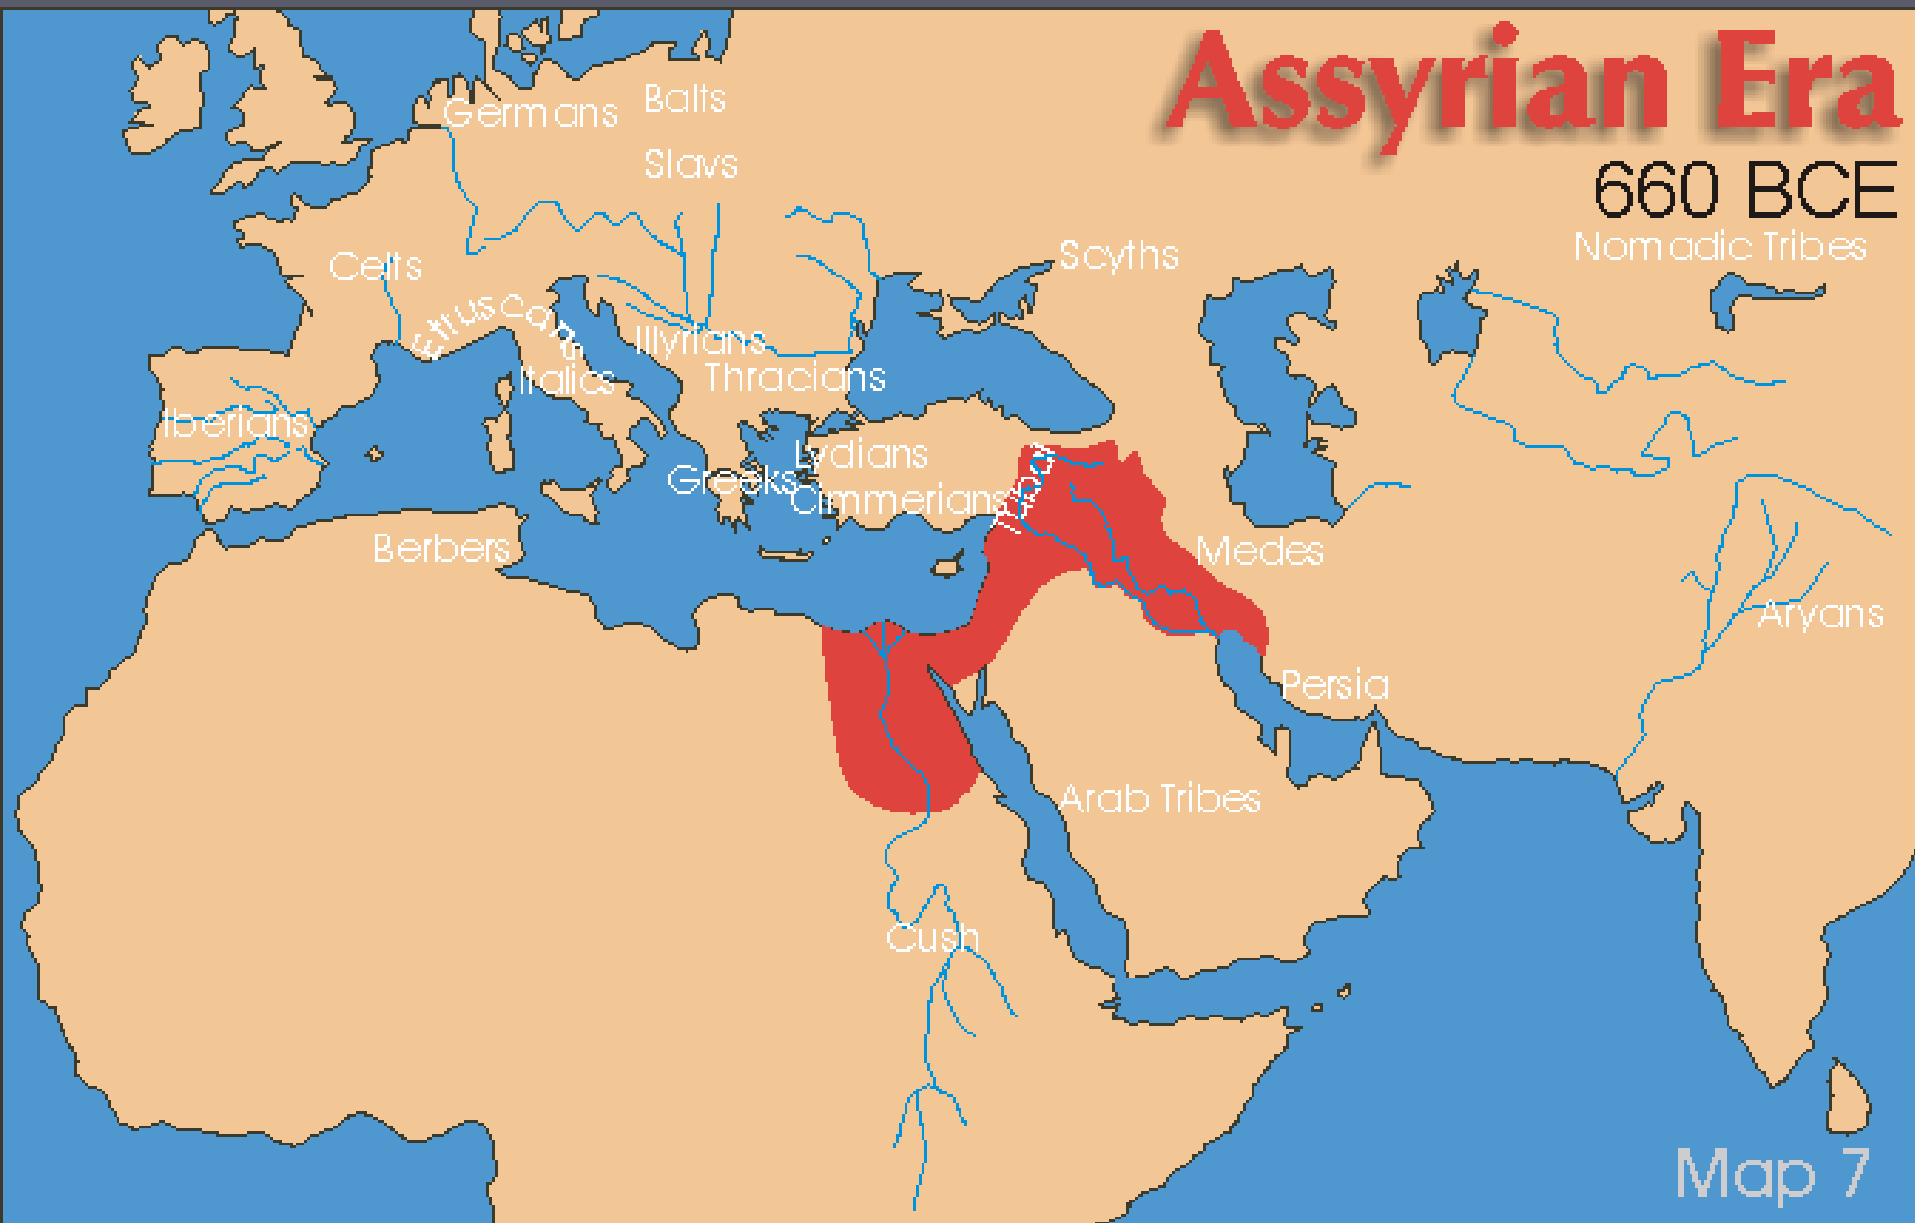 Assyrian Era
660 BCE
Nomadic Tribes
Germans
Balts
Slavs
Celts
Scyths
Etruscans
Illyrians
Italics
Thracians
Iberians
Lydians
Greeks
Cimmerians
Tubal
Berbers
Medes
Aryans
Persia
Arab Tribes
Cush
Map 7